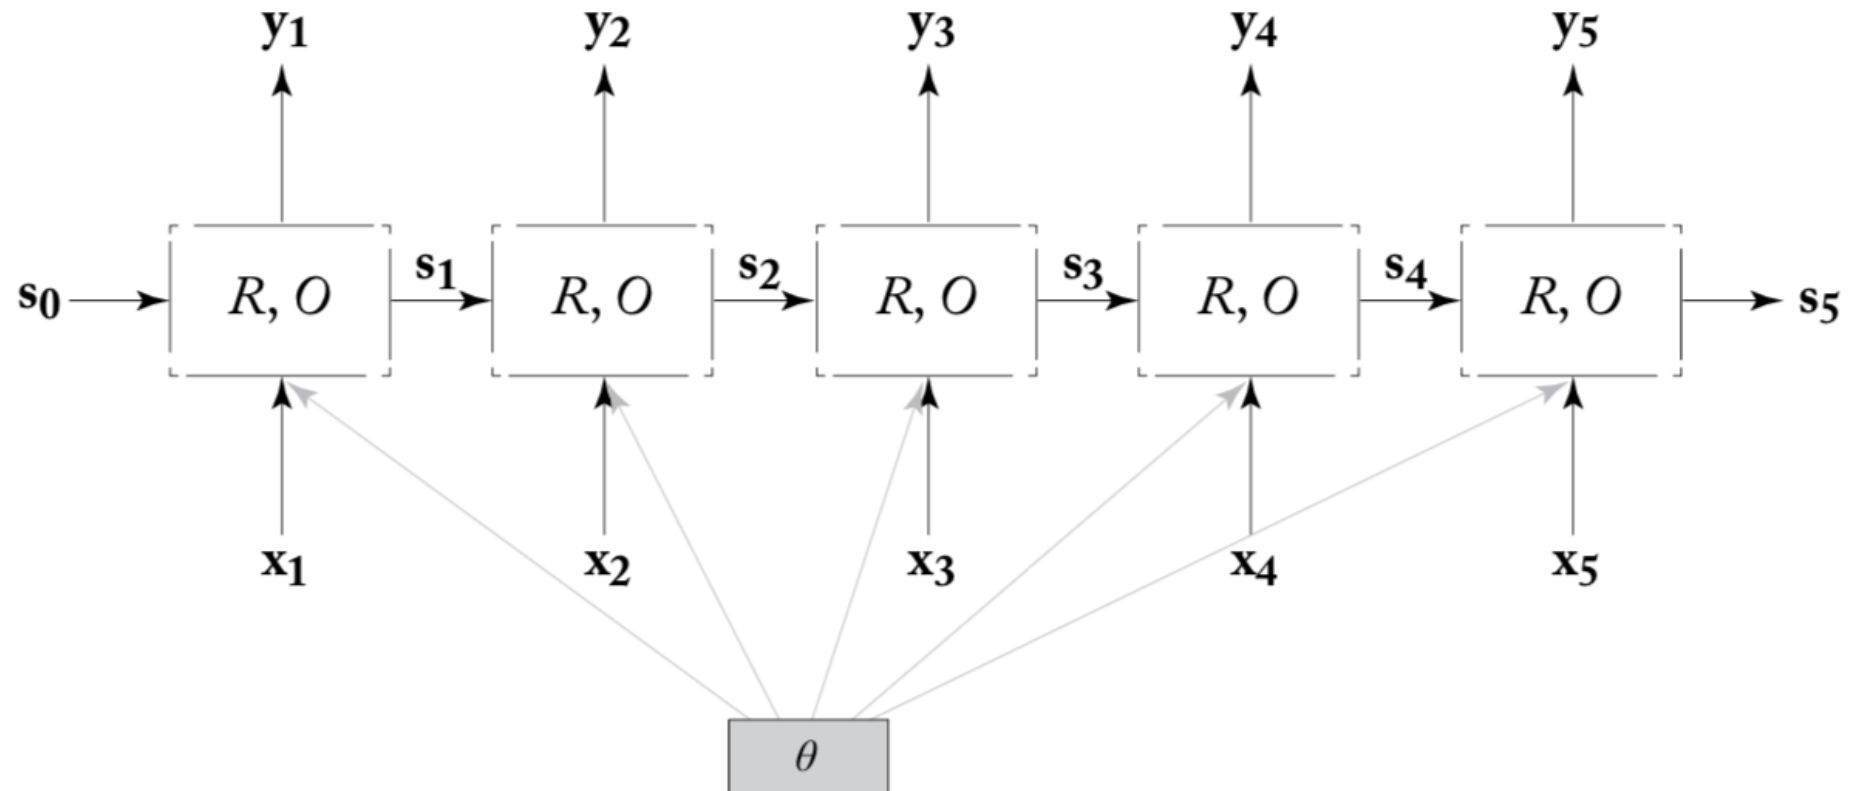 y1 y2 y3 y4 y5
s0 R, O s1 R, O s2 R, O s3 R, O s4 R, O s5
x1 x2 x3 x4 x5
θ